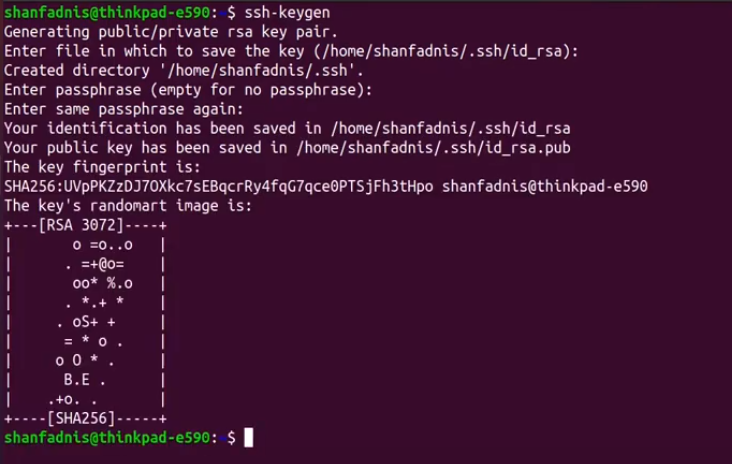 shanfadnis@thinkpad-e590:~$ ssh-keygen
Generating public/private rsa key pair.
Enter file in which to save the key (/home/shanfadnis/.ssh/id_rsa):
Created directory '/home/shanfadnis/.ssh'.
Enter passphrase (empty for no passphrase):
Enter same passphrase again:
Your identification has been saved in /home/shanfadnis/.ssh/id_rsa
Your public key has been saved in /home/shanfadnis/.ssh/id_rsa.pub
The key fingerprint is:
SHA256:UVpPKZzDJ7OXkc7sEBqcrRy4fqG7qce0PTSjFh3tHpo shanfadnis@thinkpad-e590
The key's randomart image is:
+---[RSA 3072]----+
|       o =o..o   |
|      . =+@o=    |
|       oo* %.o   |
|      . *.+ *    |
|     . oS+ +     |
|      = * o .    |
|     o O * .     |
|      B.E .      |
|    .+o. .       |
+----[SHA256]-----+
shanfadnis@thinkpad-e590:~$